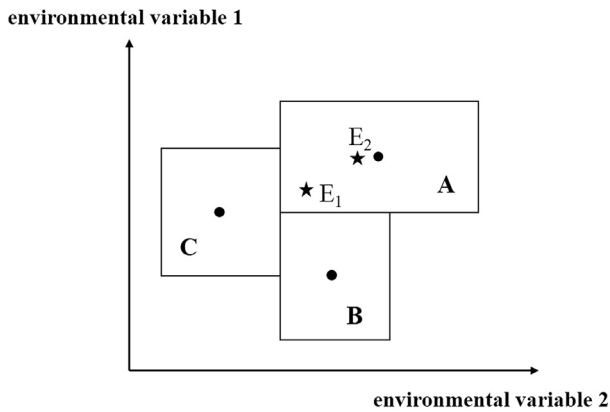 environmental variable 1
E₂
A
E₁
C
B
environmental variable 2